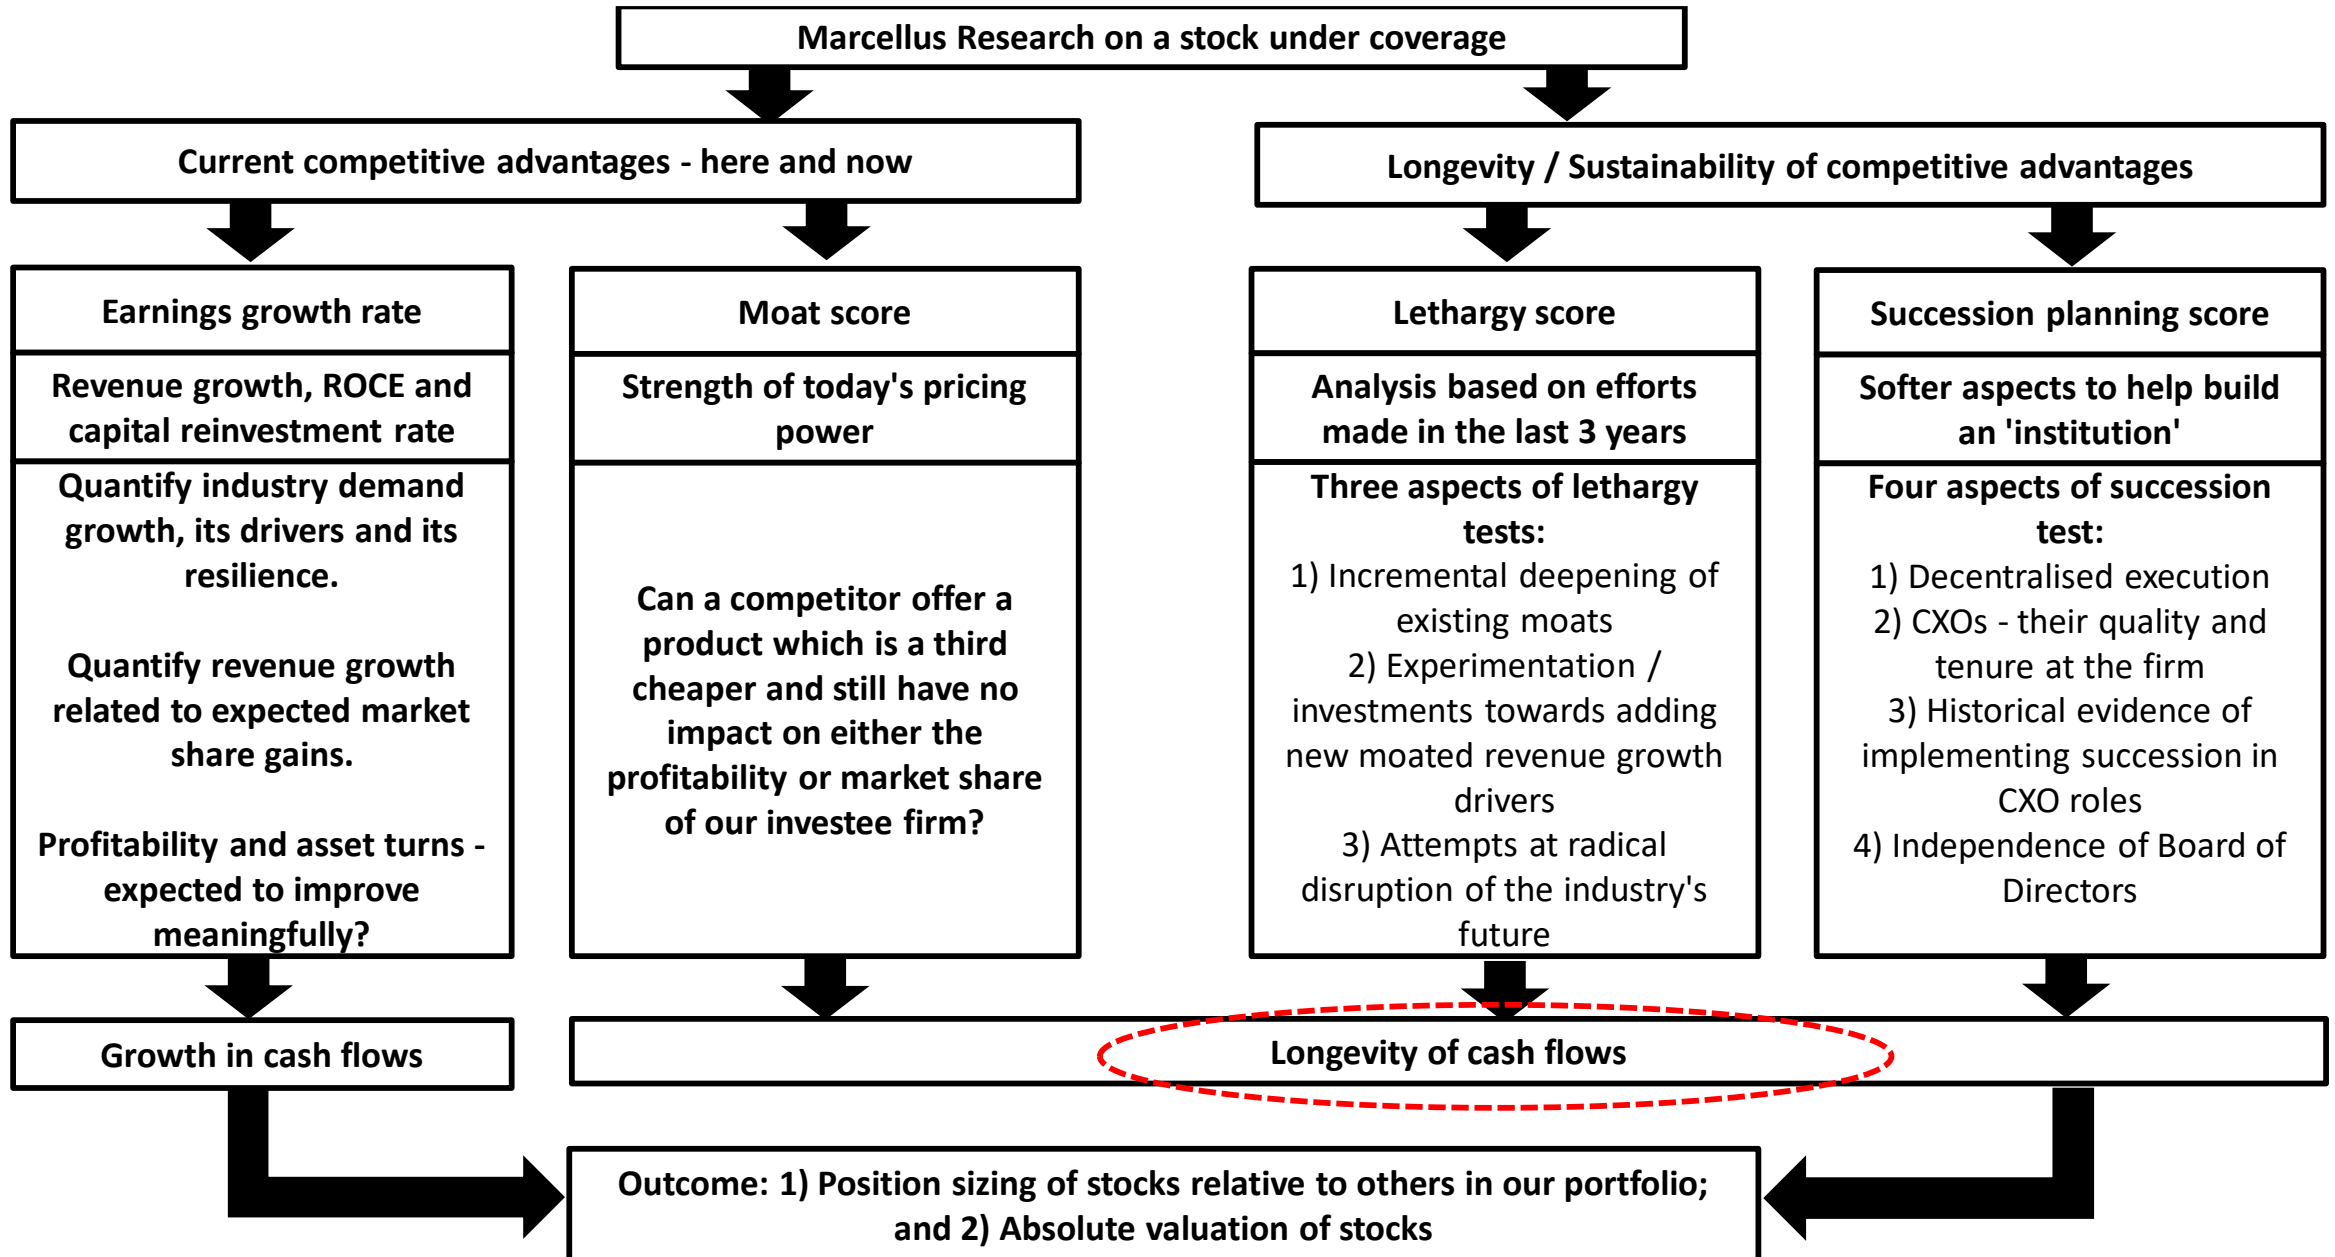 Marcellus Research on a stock under coverage
Current competitive advantages - here and now
Longevity / Sustainability of competitive advantages
Earnings growth rate
Revenue growth, ROCE and
capital reinvestment rate
Quantify industry demand
growth, its drivers and its
resilience.
Quantify revenue growth
related to expected market
share gains.
Profitability and asset turns -
expected to improve
meaningfully?
Moat score
Strength of today's pricing
power
Can a competitor offer a
product which is a third
cheaper and still have no
impact on either the
profitability or market share
of our investee firm?
Lethargy score
Analysis based on efforts
made in the last 3 years
Three aspects of lethargy
tests:
1) Incremental deepening of
existing moats
2) Experimentation /
investments towards adding
new moated revenue growth
drivers
3) Attempts at radical
disruption of the industry's
future
Succession planning score
Softer aspects to help build
an 'institution'
Four aspects of succession
test:
1) Decentralised execution
2) CXOs - their quality and
tenure at the firm
3) Historical evidence of
implementing succession in
CXO roles
4) Independence of Board of
Directors
Growth in cash flows
Longevity of cash flows
Outcome: 1) Position sizing of stocks relative to others in our portfolio;
and 2) Absolute valuation of stocks